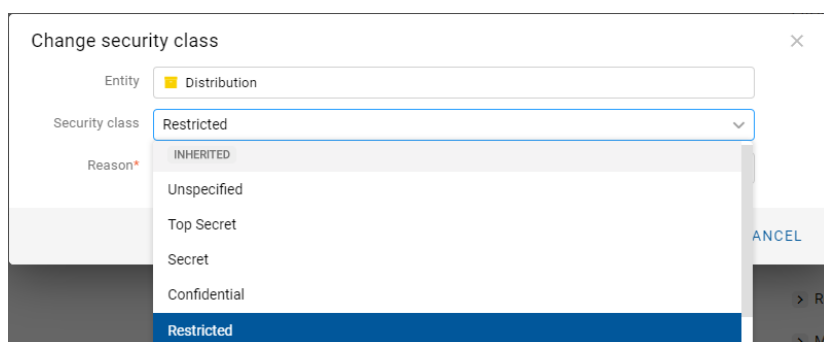 Change security class
Entity Distribution
Security class Restricted
Reason*
INHERITED
Unspecified
Top Secret
Secret
ANCEL
Confidential
R
Restricted